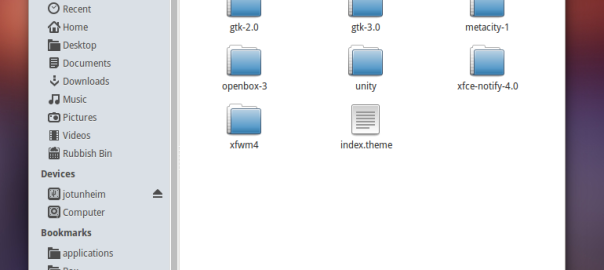 Recent
Home
Desktop
Documents
Downloads
Music
Pictures
Videos
Rubbish Bin
Devices
jotunheim
Computer
Bookmarks
applications
gtk-2.0
gtk-3.0
metacity-1
openbox-3
unity
xfce-notify-4.0
xfwm4
index.theme